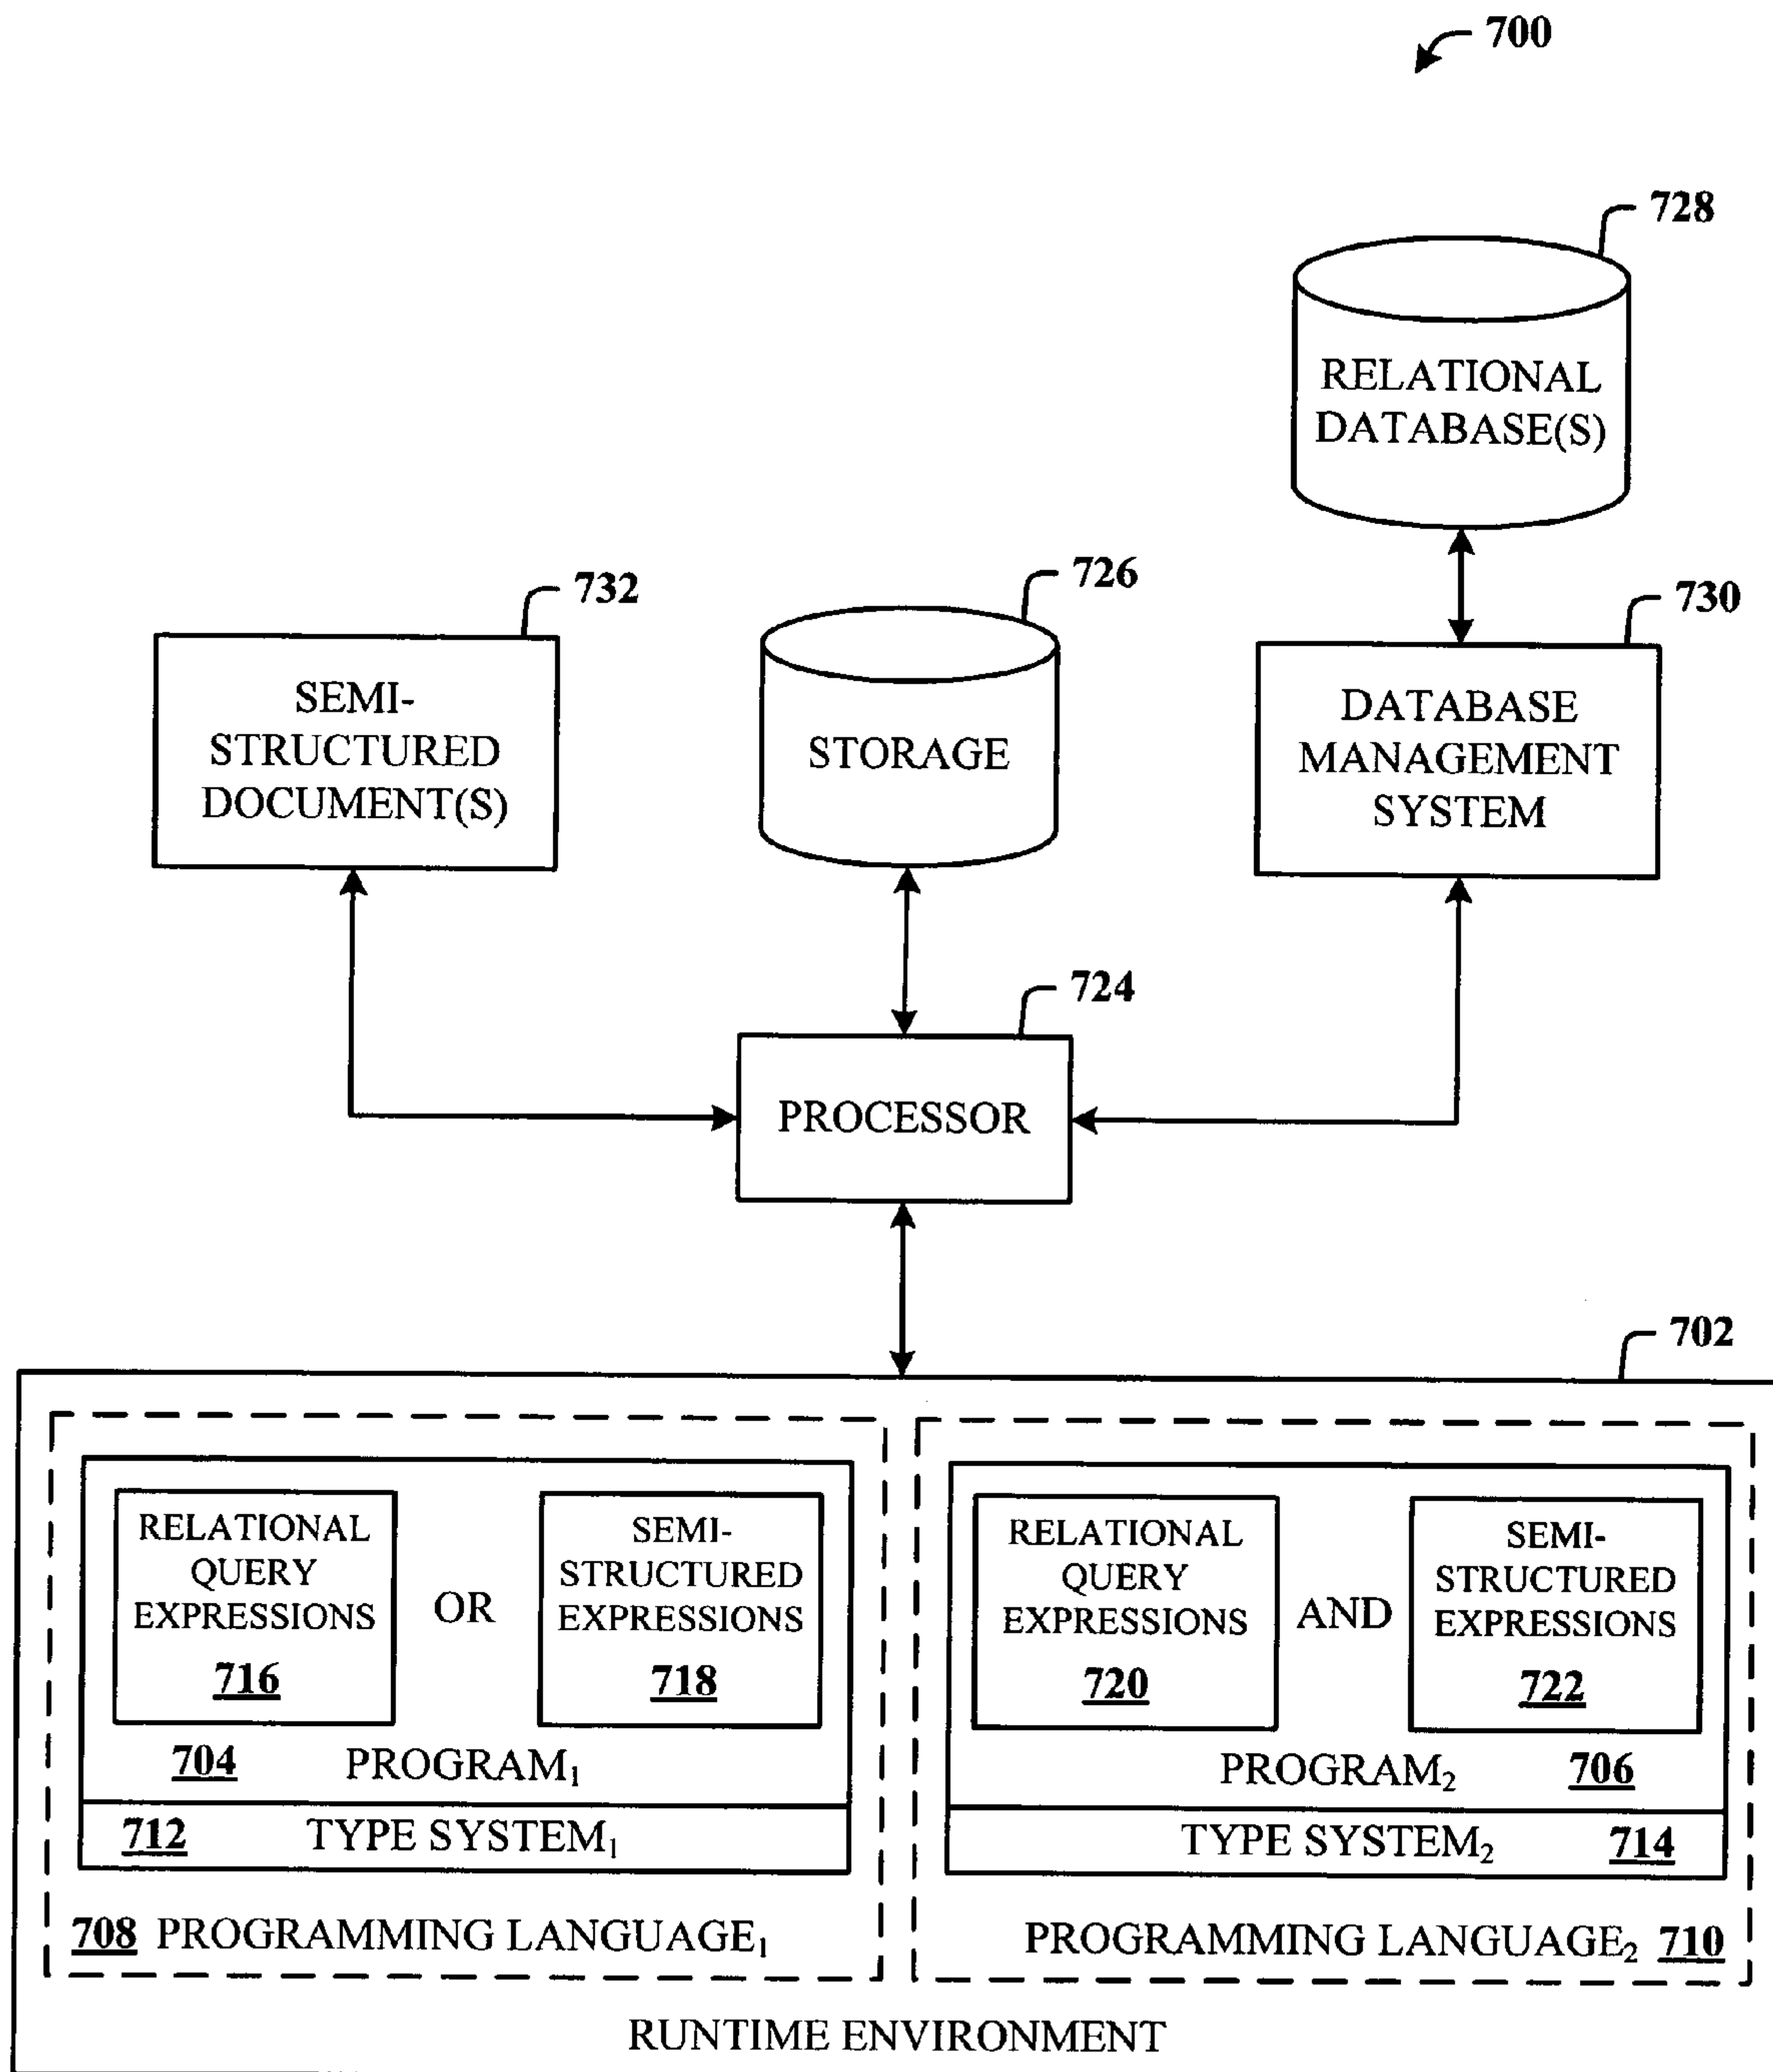 700
728
RELATIONAL
DATABASE(S)
732
726
730
SEMI-
STRUCTURED
DOCUMENT(S)
STORAGE
DATABASE
MANAGEMENT
SYSTEM
724
PROCESSOR
702
RELATIONAL
QUERY
EXPRESSIONS
716
OR
SEMI-
STRUCTURED
EXPRESSIONS
718
704 PROGRAM₁
712 TYPE SYSTEM₁
708 PROGRAMMING LANGUAGE₁
RELATIONAL
QUERY
EXPRESSIONS
720
AND
SEMI-
STRUCTURED
EXPRESSIONS
722
PROGRAM₂ 706
TYPE SYSTEM₂ 714
PROGRAMMING LANGUAGE₂ 710
RUNTIME ENVIRONMENT